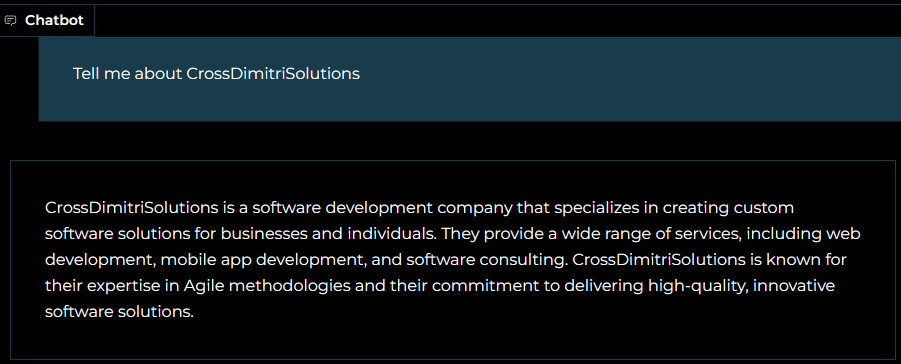 Chatbot
Tell me about CrossDimitriSolutions
CrossDimitriSolutions is a software development company that specializes in creating custom
software solutions for businesses and individuals. They provide a wide range of services, including web
development, mobile app development, and software consulting. CrossDimitriSolutions is known for
their expertise in Agile methodologies and their commitment to delivering high-quality, innovative
software solutions.